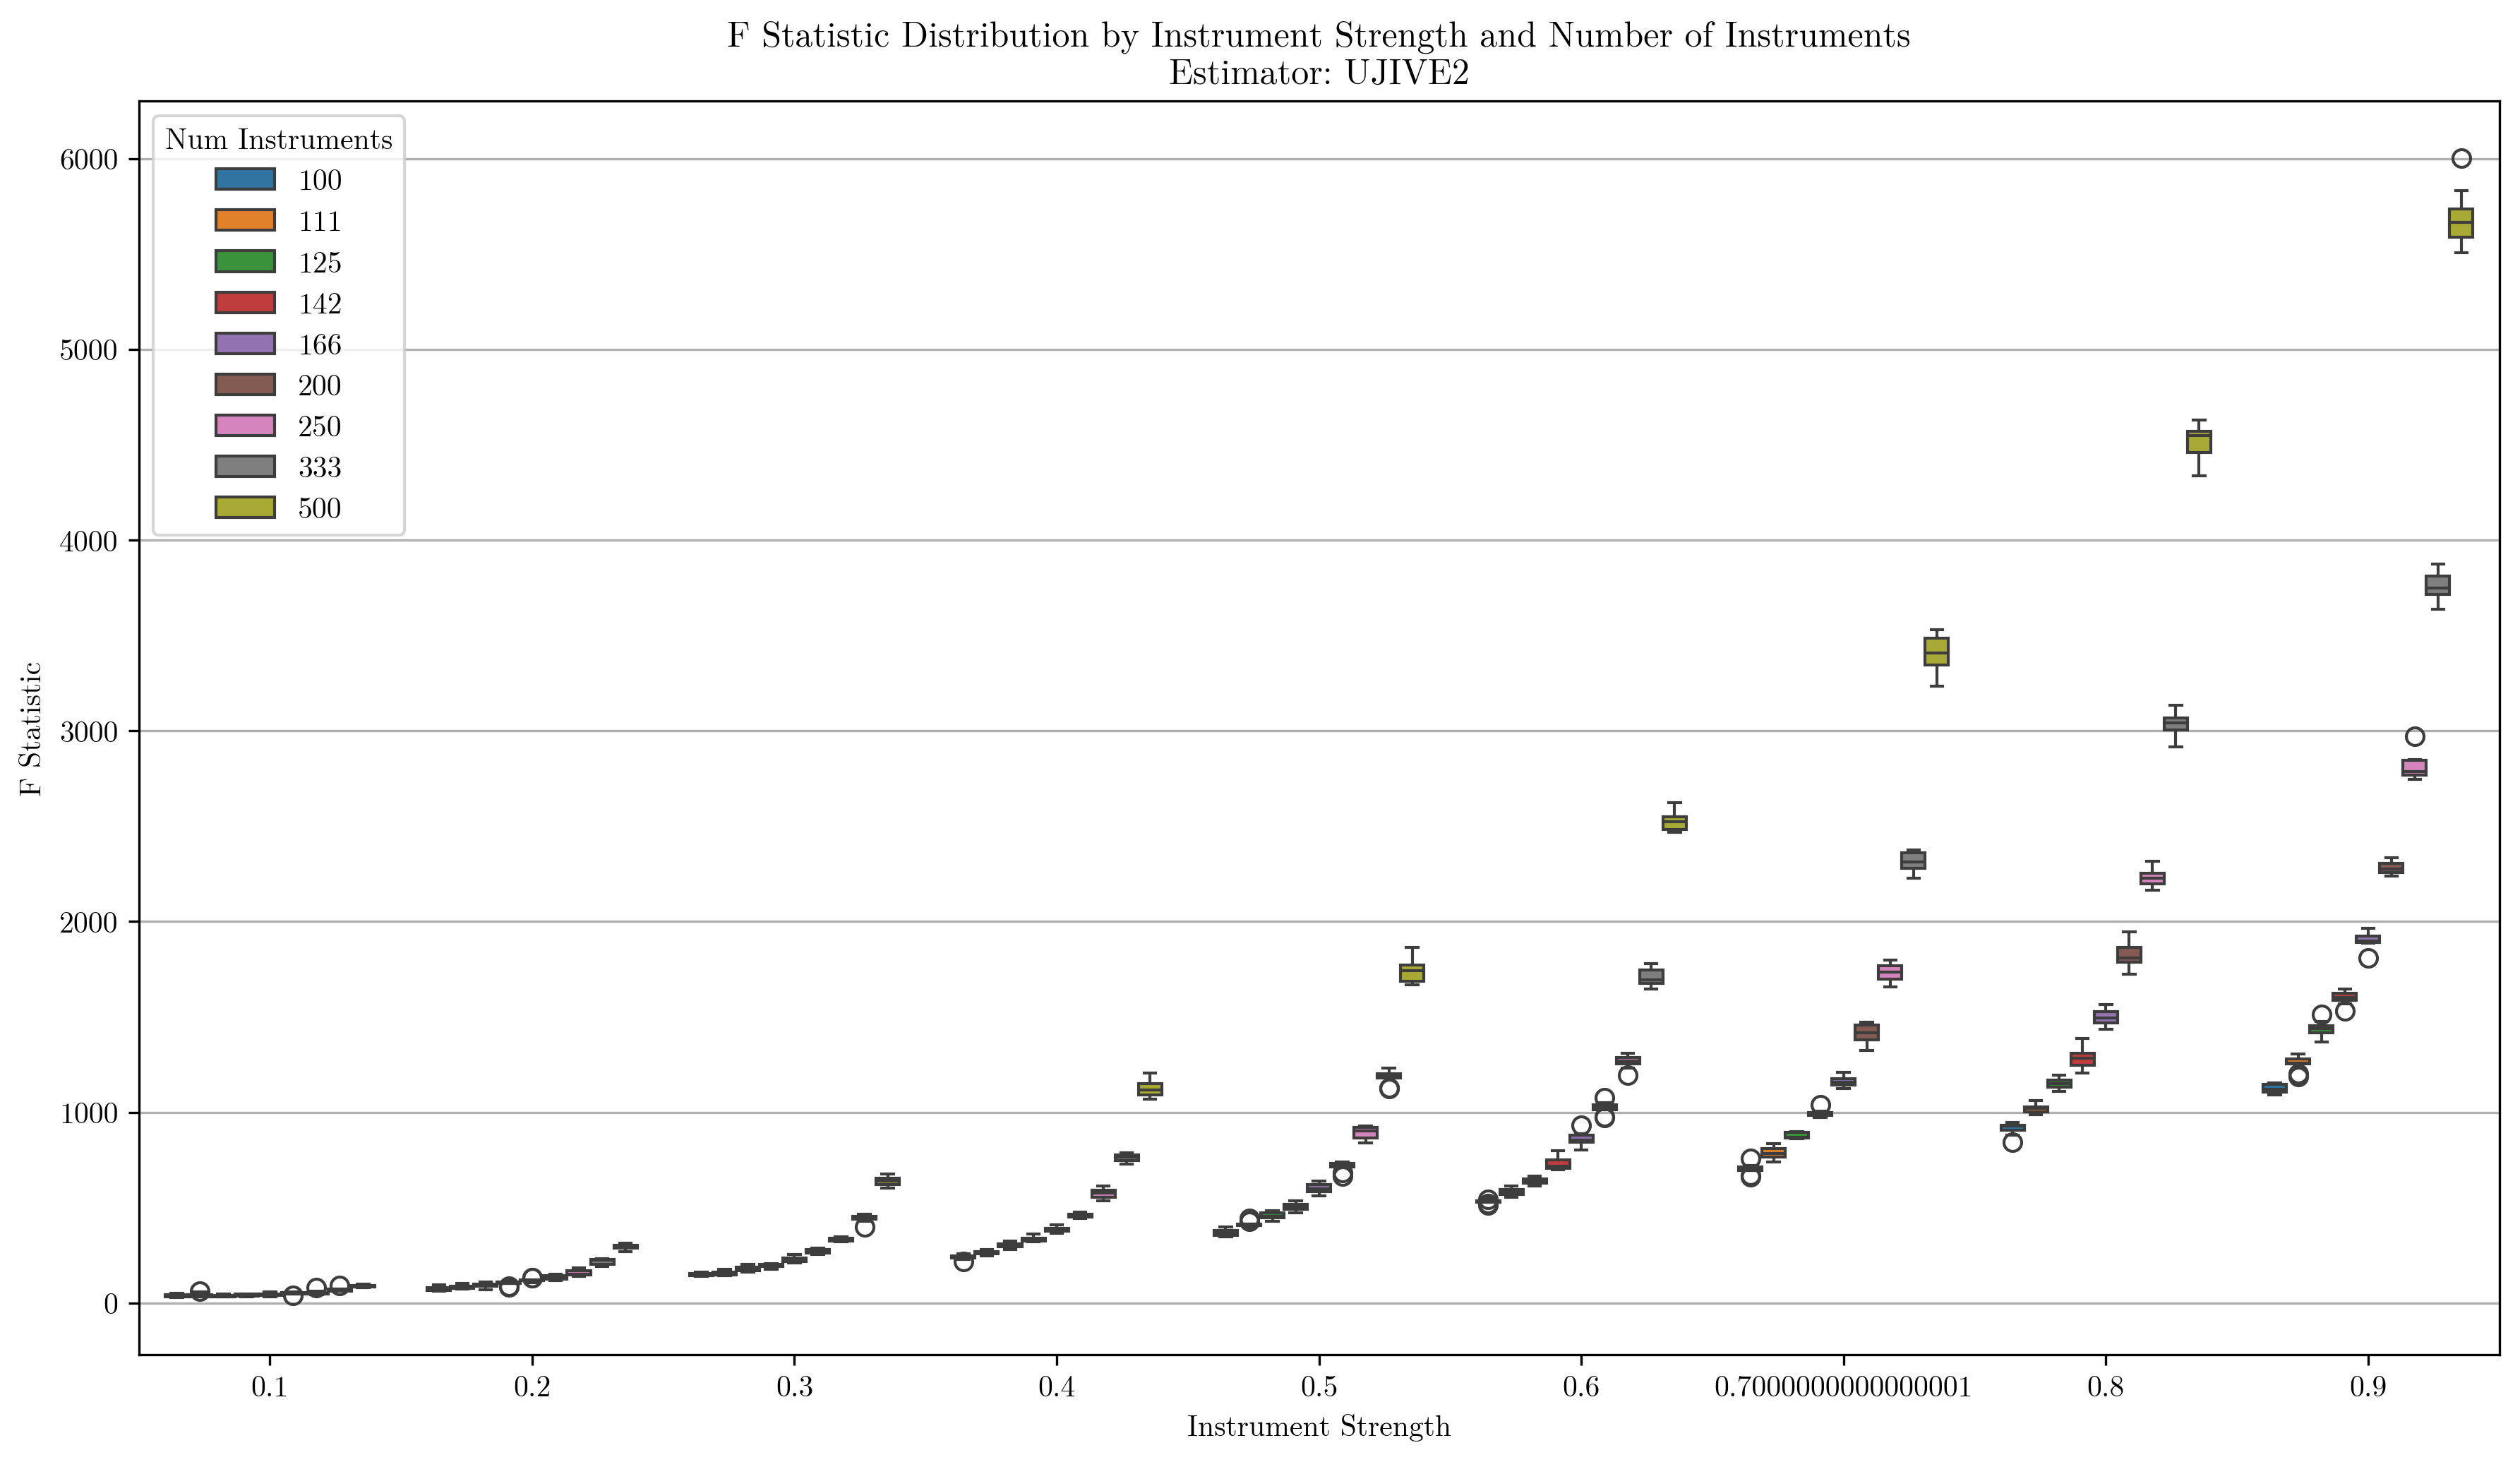 F Statistic Distribution by Instrument Strength and Number of Instruments
Estimator: UJIVE2
Num Instruments
100
111
125
142
166
200
250
333
500
F Statistic
6000
5000
4000
3000
2000
1000
0
0.1 0.2 0.3 0.4 0.5 0.6 0.7000000000000001 0.8 0.9
Instrument Strength